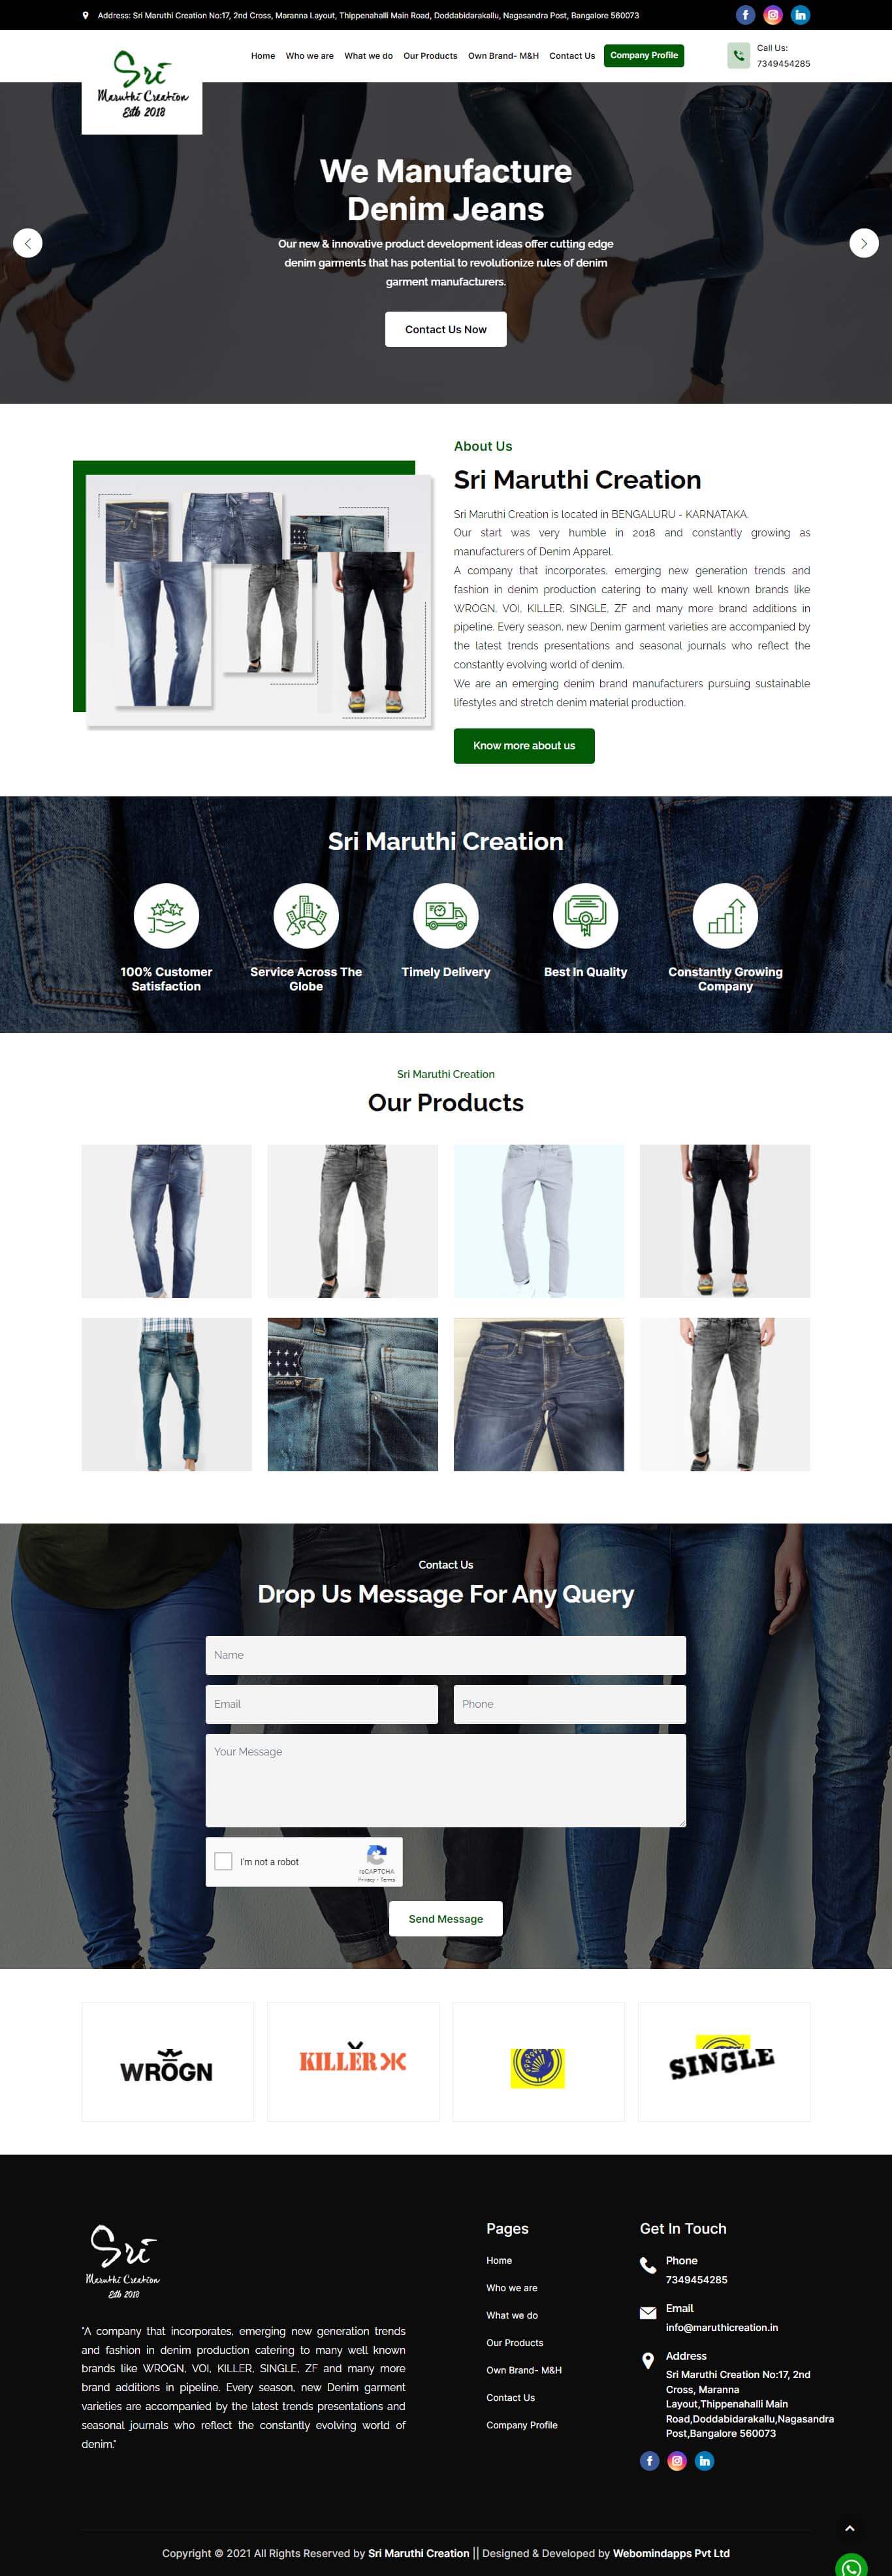 Address: Sri Maruthi Creation No:17, 2nd Cross, Maranna Layout, Thippenahalli Main Road, Doddabidarakallu, Nagasandra Post, Bangalore 560073
Sri
Maruthi Creation
Estb 2018
Home Who we are What we do Our Products Own Brand- M&H Contact Us Company Profile
Call Us:
7349454285
We Manufacture
Denim Jeans
Our new & innovative product development ideas offer cutting edge
denim garments that has potential to revolutionize rules of denim
garment manufacturers.
Contact Us Now
About Us
Sri Maruthi Creation
Sri Maruthi Creation is located in BENGALURU - KARNATAKA.
Our start was very humble in 2018 and constantly growing as
manufacturers of Denim Apparel.
A company that incorporates, emerging new generation trends and
fashion in denim production catering to many well known brands like
WROGN, VOI, KILLER, SINGLE, ZF and many more brand additions in
pipeline. Every season, new Denim garment varieties are accompanied by
the latest trends presentations and seasonal journals who reflect the
constantly evolving world of denim.
We are an emerging denim brand manufacturers pursuing sustainable
lifestyles and stretch denim material production.
Know more about us
Sri Maruthi Creation
100% Customer
Satisfaction
Service Across The
Globe
Timely Delivery
Best In Quality
Constantly Growing
Company
Sri Maruthi Creation
Our Products
Contact Us
Drop Us Message For Any Query
Name
Email
Phone
Your Message
I'm not a robot
reCAPTCHA
Privacy - Terms
Send Message
WROGN
KILLER
SINGLE
Sri
Maruthi Creation
Estb 2018
"A company that incorporates, emerging new generation trends
and fashion in denim production catering to many well known
brands like WROGN, VOI, KILLER, SINGLE, ZF and many more
brand additions in pipeline. Every season, new Denim garment
varieties are accompanied by the latest trends presentations and
seasonal journals who reflect the constantly evolving world of
denim."
Pages
Home
Who we are
What we do
Our Products
Own Brand- M&H
Contact Us
Company Profile
Get In Touch
Phone
7349454285
Email
info@maruthicreation.in
Address
Sri Maruthi Creation No:17, 2nd
Cross, Maranna
Layout,Thippenahalli Main
Road,Doddabidarakallu,Nagasandra
Post,Bangalore 560073
Copyright © 2021 All Rights Reserved by Sri Maruthi Creation || Designed & Developed by Webomindapps Pvt Ltd